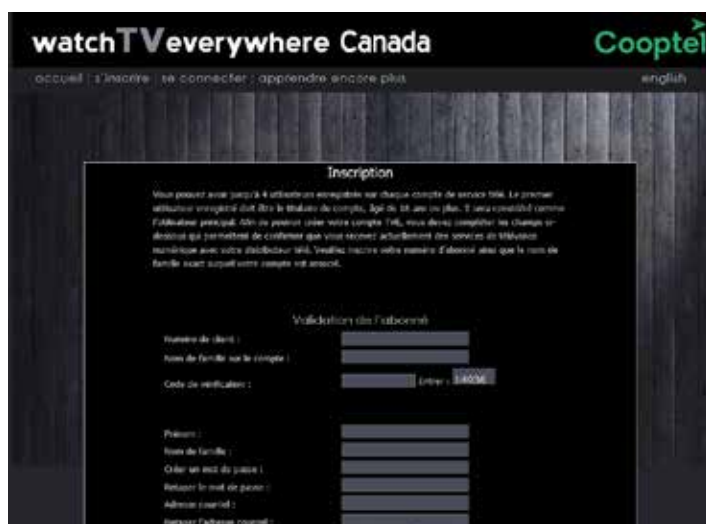 watchTVeverywhere Canada
Cooptel
accueil : s'inscrire : se connecter : apprendre encore plus
english
Inscription
Vous pouvez avoir jusqu'à 4 utilisateurs enregistrés sur chaque compte de service télé. Le premier
utilisateur enregistré doit être le titulaire du compte, âgé de 18 ans ou plus. Il sera considéré comme
l'utilisateur principal. Afin de pouvoir créer votre compte TVE, vous devez compléter les champs ci-
dessous qui permettent de confirmer que vous recevez actuellement des services de télévision
numérique avec votre distributeur télé. Veuillez inscrire votre numéro d'abonné ainsi que le nom de
famille exact auquel votre compte est associé.
Validation de l'abonné
Numéro de client :
Nom de famille sur le compte :
Code de vérification :
Entrer :
Prénom :
Nom de famille :
Créer un mot de passe :
Retaper le mot de passe :
Adresse courriel :
Retaper l'adresse courriel :